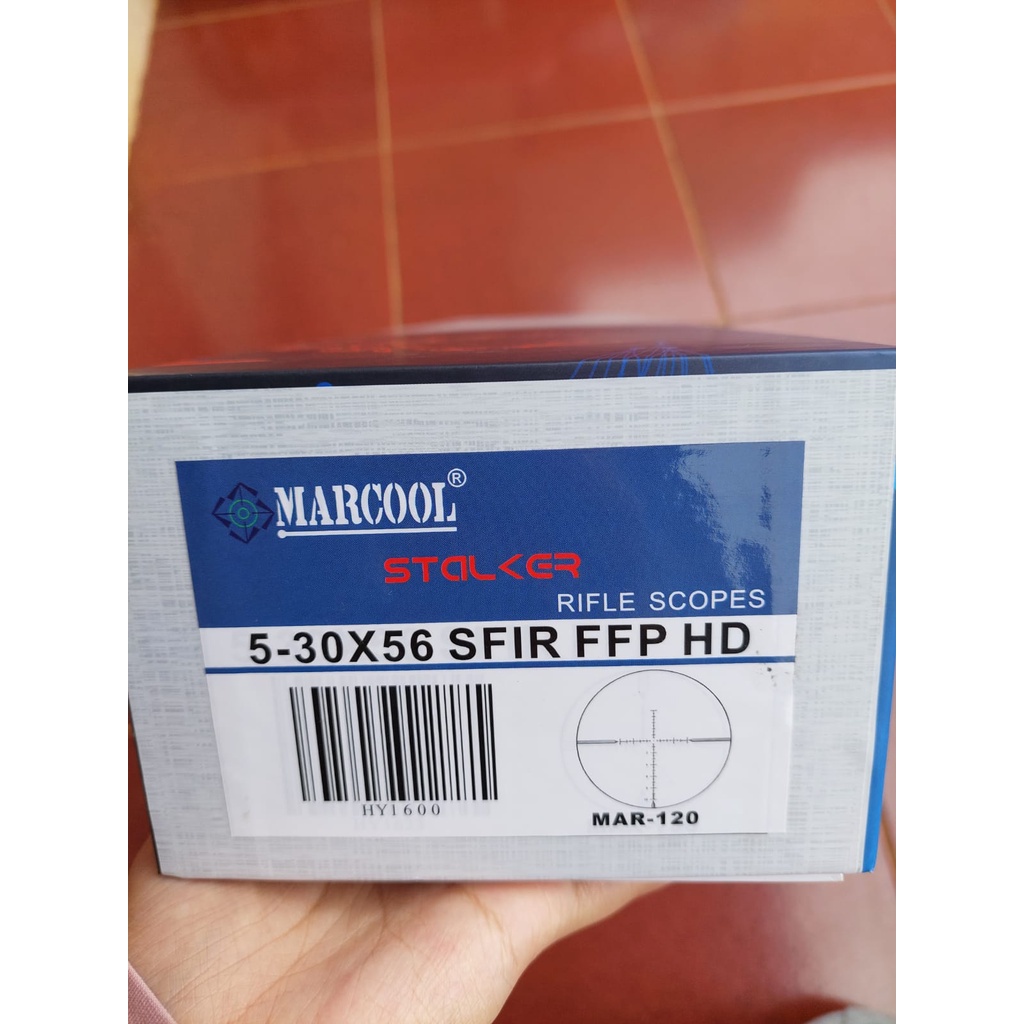 MARCOOL®
STALKER
RIFLE SCOPES
5-30X56 SFIR FFP HD
HY1600
MAR-120